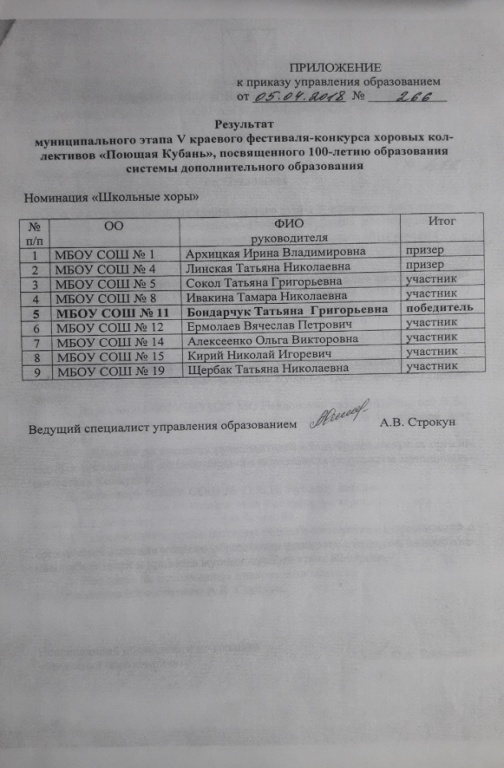 ПРИЛОЖЕНИЕ
к приказу управления образованием
от 05.04.2018 № 266
Результат
муниципального этапа V краевого фестиваля-конкурса хоровых кол-
лективов «Поющая Кубань», посвященного 100-летию образования
системы дополнительного образования
Номинация «Школьные хоры»
№ п/п ОО ФИО руководителя Итог
1 МБОУ СОШ № 1 Архицкая Ирина Владимировна призер
2 МБОУ СОШ № 4 Линская Татьяна Николаевна призер
3 МБОУ СОШ № 5 Сокол Татьяна Григорьевна участник
4 МБОУ СОШ № 8 Ивакина Тамара Николаевна участник
5 МБОУ СОШ № 11 Бондарчук Татьяна Григорьевна победитель
6 МБОУ СОШ № 12 Ермолаев Вячеслав Петрович участник
7 МБОУ СОШ № 14 Алексеенко Ольга Викторовна участник
8 МБОУ СОШ № 15 Кирий Николай Игоревич участник
9 МБОУ СОШ № 19 Щербак Татьяна Николаевна участник
Ведущий специалист управления образованием А.В. Строкун